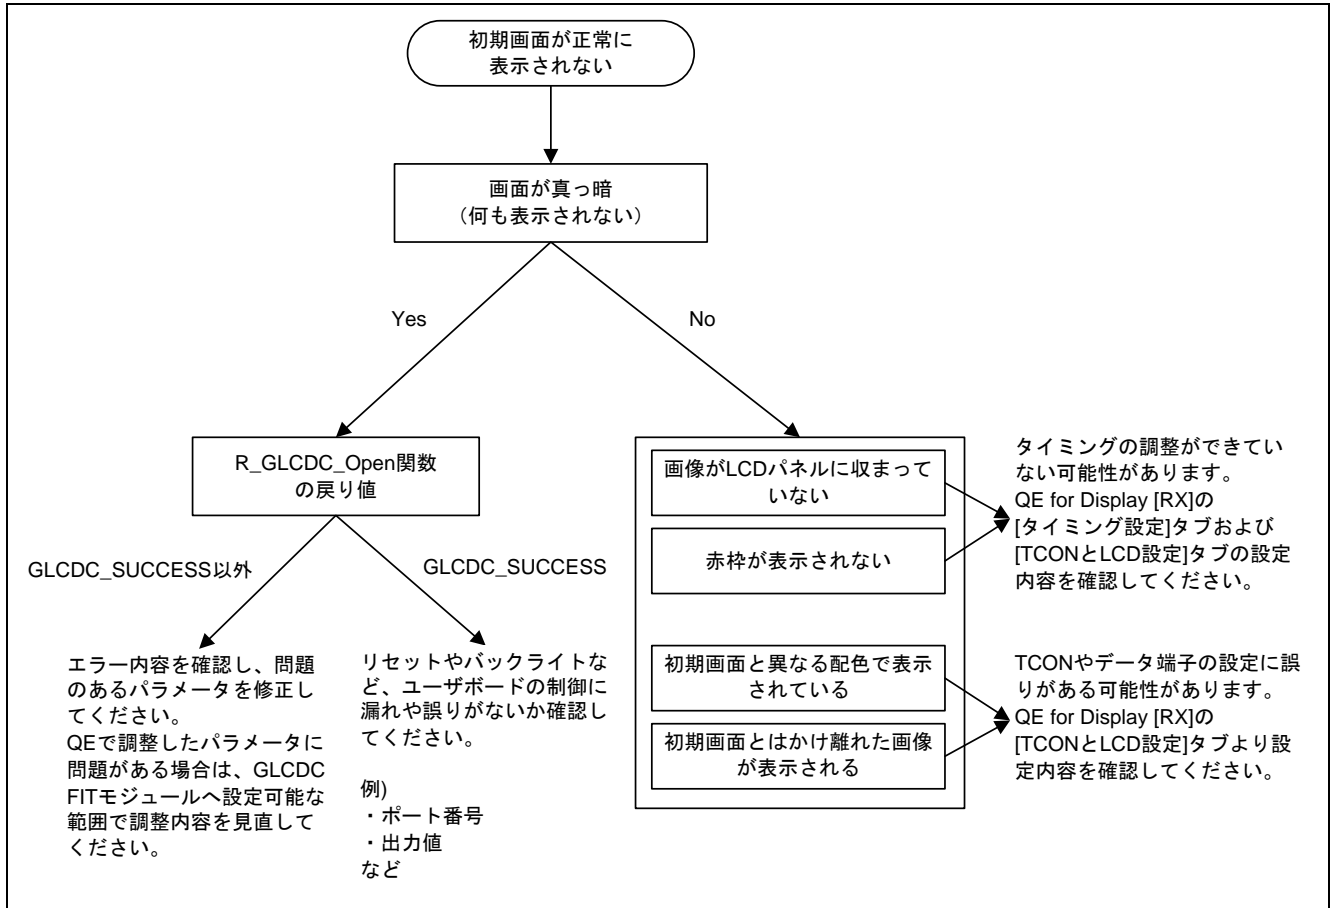 初期画面が正常に
表示されない
画面が真っ暗
（何も表示されない）
Yes
No
R_GLCDC_Open関数
の戻り値
GLCDC_SUCCESS以外
GLCDC_SUCCESS
エラー内容を確認し、問題
のあるパラメータを修正し
てください。
QEで調整したパラメータに
問題がある場合は、GLCDC
FITモジュールへ設定可能な
範囲で調整内容を見直して
ください。
リセットやバックライトな
ど、ユーザボードの制御に
漏れや誤りがないか確認し
てください。
例)
・ポート番号
・出力値
など
画像がLCDパネルに収まって
いない
赤枠が表示されない
タイミングの調整ができてい
ない可能性があります。
QE for Display [RX]の
[タイミング設定]タブおよび
[TCONとLCD設定]タブの設定
内容を確認してください。
初期画面と異なる配色で表示
されている
初期画面とはかけ離れた画像
が表示される
TCONやデータ端子の設定に誤
りがある可能性があります。
QE for Display [RX]の
[TCONとLCD設定]タブより設
定内容を確認してください。